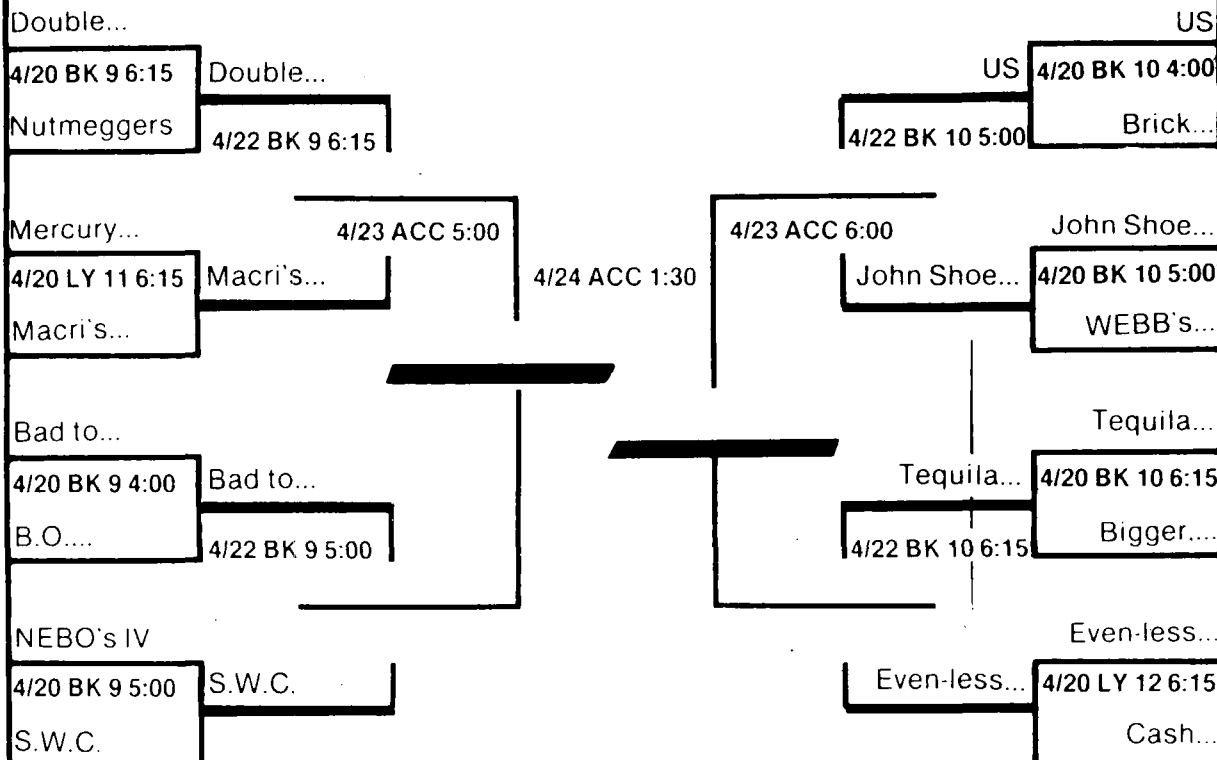 Double...
4/20 BK 9 6:15
Nutmeggers
Double...
4/22 BK 9 6:15
Mercury...
4/20 LY 11 6:15
Macri's...
Macri's...
4/23 ACC 5:00
Bad to...
4/20 BK 9 4:00
B.O....
Bad to...
4/22 BK 9 5:00
NEBO's IV
4/20 BK 9 5:00
S.W.C.
S.W.C.
4/24 ACC 1:30
US
4/20 BK 10 4:00
Brick...
US
4/22 BK 10 5:00
John Shoe...
4/20 BK 10 5:00
WEBB's...
John Shoe...
4/23 ACC 6:00
Tequila...
4/20 BK 10 6:15
Bigger....
Tequila...
4/22 BK 10 6:15
Even-less...
4/20 LY 12 6:15
Cash...
Even-less...